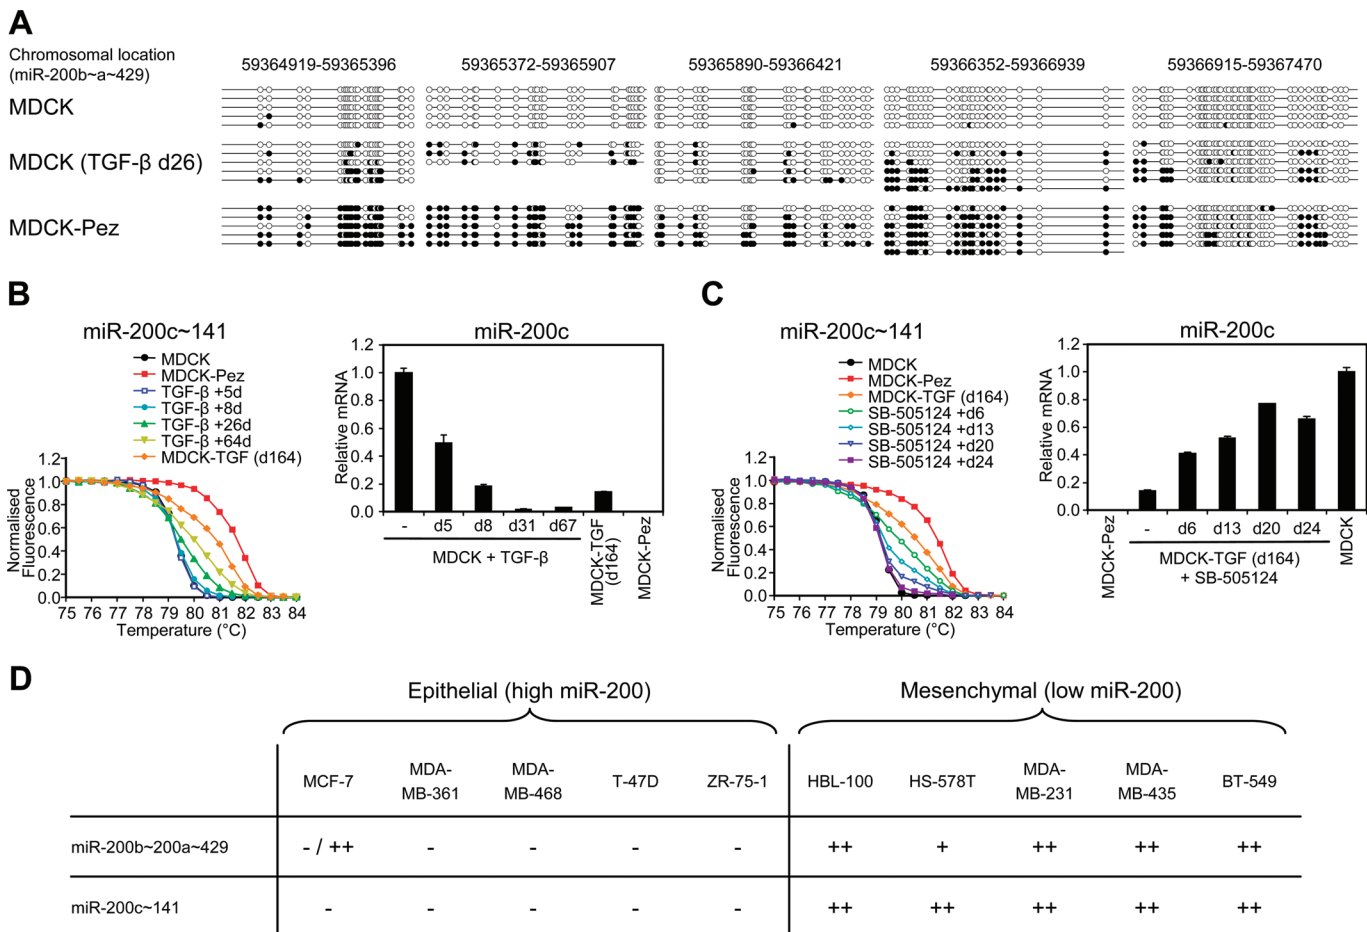 A
Chromosomal location
(miR-200b~a~429)
59364919-59365396
59365372-59365907
59365890-59366421
59366352-59366939
59366915-59367470
MDCK
MDCK (TGF-β d26)
MDCK-Pez
B
miR-200c~141
MDCK
MDCK-Pez
TGF-β +5d
TGF-β +8d
TGF-β +26d
TGF-β +64d
MDCK-TGF (d164)
Normalised
Fluorescence
1.2
1.0
0.8
0.6
0.4
0.2
0.0
75 76 77 78 79 80 81 82 83 84
Temperature (°C)
miR-200c
Relative mRNA
1.2
1.0
0.8
0.6
0.4
0.2
0.0
- d5 d8 d31 d67
MDCK + TGF-β
MDCK-TGF
(d164)
MDCK-Pez
C
miR-200c~141
MDCK
MDCK-Pez
MDCK-TGF (d164)
SB-505124 +d6
SB-505124 +d13
SB-505124 +d20
SB-505124 +d24
Normalised
Fluorescence
1.2
1.0
0.8
0.6
0.4
0.2
0.0
75 76 77 78 79 80 81 82 83 84
Temperature (°C)
miR-200c
Relative mRNA
1.2
1.0
0.8
0.6
0.4
0.2
0.0
MDCK-Pez
- d6 d13 d20 d24
MDCK-TGF (d164)
+ SB-505124
MDCK
D
Epithelial (high miR-200)
Mesenchymal (low miR-200)
MCF-7
MDA-
MB-361
MDA-
MB-468
T-47D
ZR-75-1
HBL-100
HS-578T
MDA-
MB-231
MDA-
MB-435
BT-549
miR-200b~200a~429 - / ++ - - - - ++ + ++ ++ ++
miR-200c~141 - - - - - ++ ++ ++ ++ ++